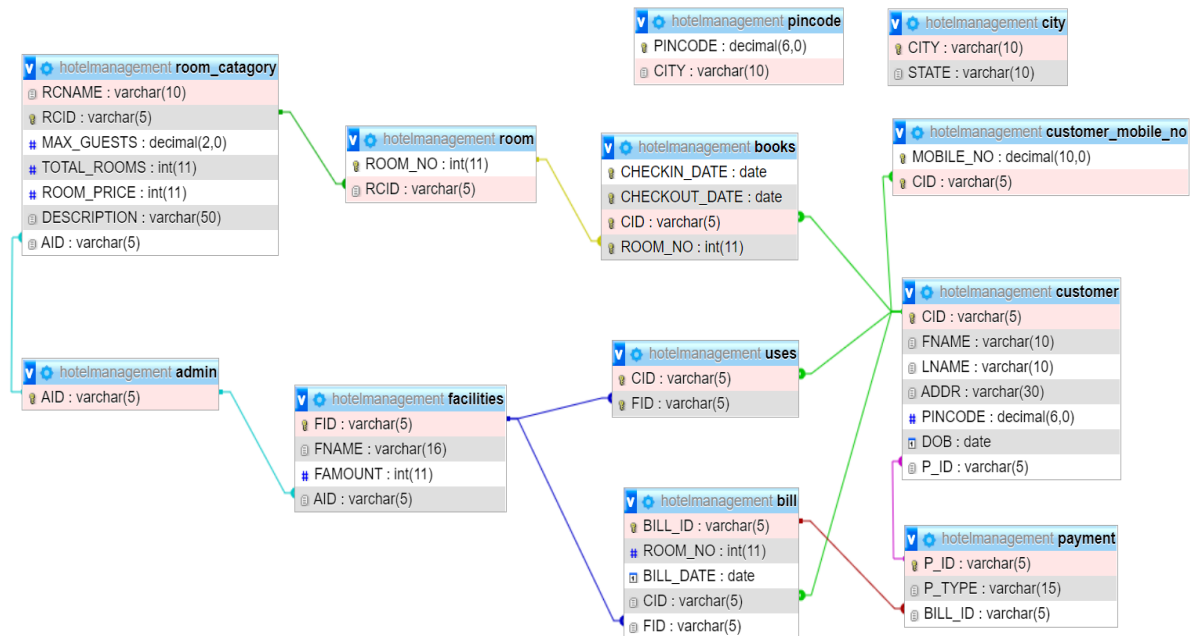 hotelmanagement pincode
PINCODE : decimal(6,0)
CITY : varchar(10)
hotelmanagement city
CITY : varchar(10)
STATE : varchar(10)
hotelmanagement room_catagory
RCNAME : varchar(10)
RCID : varchar(5)
MAX_GUESTS : decimal(2,0)
TOTAL_ROOMS : int(11)
ROOM_PRICE : int(11)
DESCRIPTION : varchar(50)
AID : varchar(5)
hotelmanagement room
ROOM_NO : int(11)
RCID : varchar(5)
hotelmanagement books
CHECKIN_DATE : date
CHECKOUT_DATE : date
CID : varchar(5)
ROOM_NO : int(11)
hotelmanagement customer_mobile_no
MOBILE_NO : decimal(10,0)
CID : varchar(5)
hotelmanagement customer
CID : varchar(5)
FNAME : varchar(10)
LNAME : varchar(10)
ADDR : varchar(30)
PINCODE : decimal(6,0)
DOB : date
P_ID : varchar(5)
hotelmanagement admin
AID : varchar(5)
hotelmanagement facilities
FID : varchar(5)
FNAME : varchar(16)
FAMOUNT : int(11)
AID : varchar(5)
hotelmanagement uses
CID : varchar(5)
FID : varchar(5)
hotelmanagement bill
BILL_ID : varchar(5)
ROOM_NO : int(11)
BILL_DATE : date
CID : varchar(5)
FID : varchar(5)
hotelmanagement payment
P_ID : varchar(5)
P_TYPE : varchar(15)
BILL_ID : varchar(5)